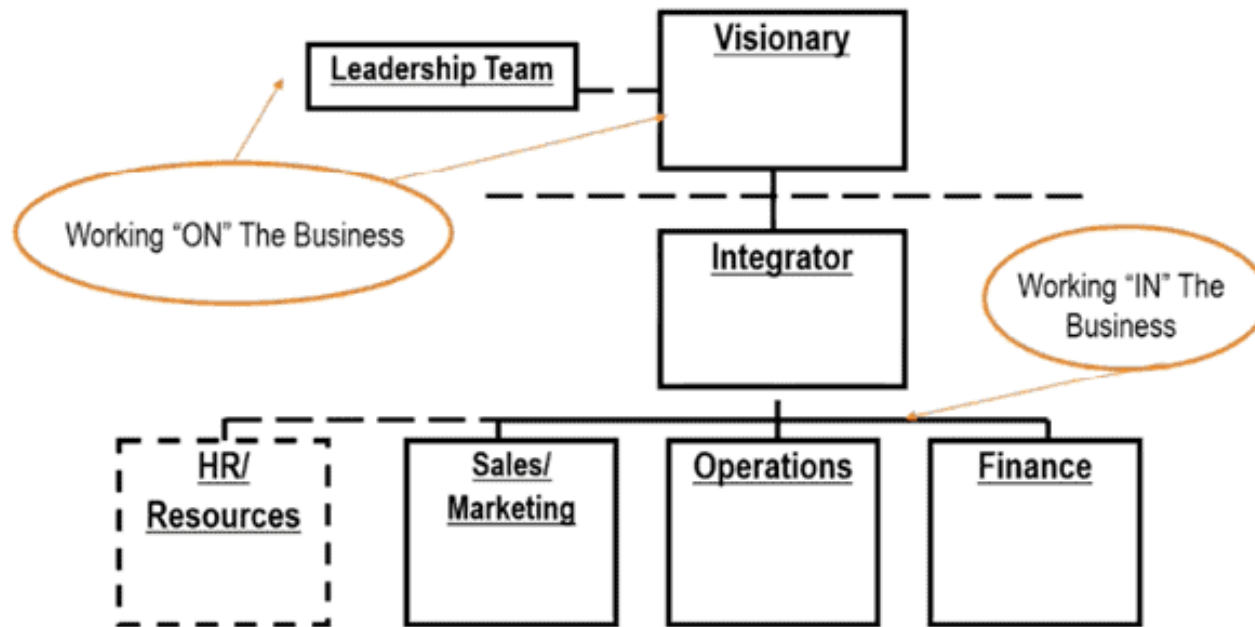 Visionary
Leadership Team
Working “ON” The Business
Integrator
Working “IN” The
Business
HR/
Resources
Sales/
Marketing
Operations
Finance